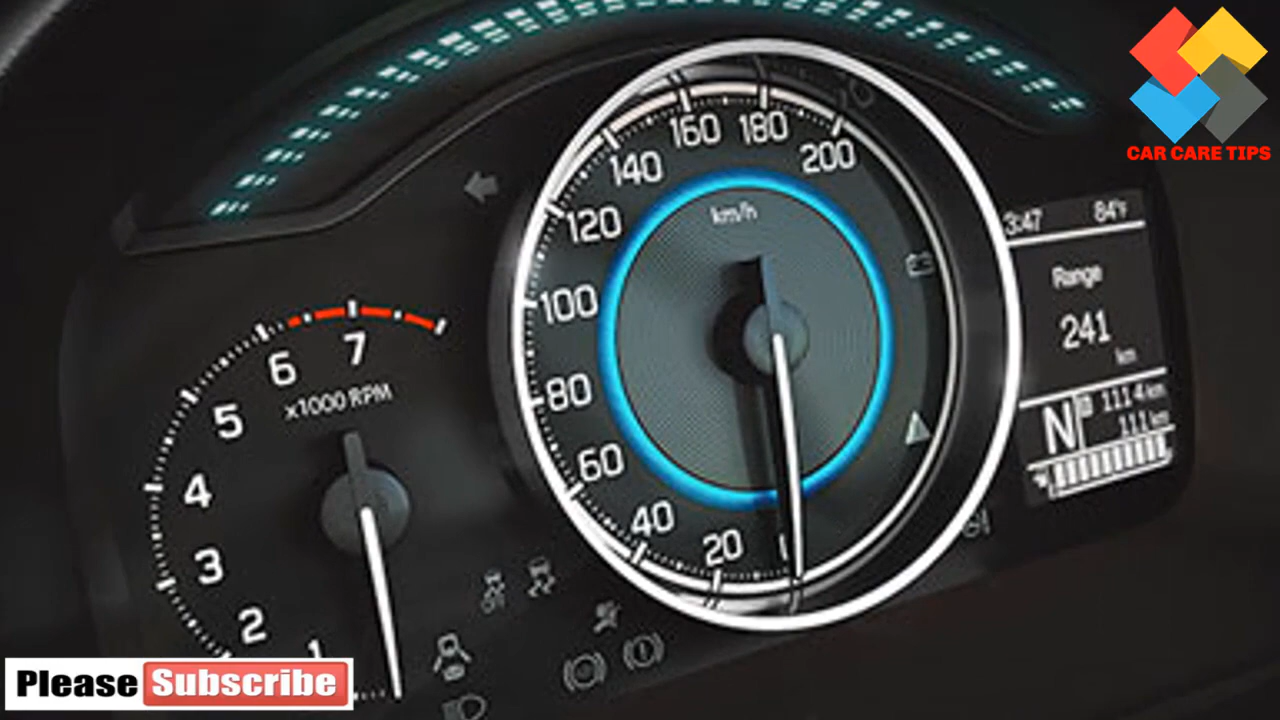 CAR CARE TIPS
200
180
160
140
120
100
80
60
40
20
km/h
3:47 84°F
Range
241
km
N 111.4 km
111 km
7
6
5
4
3
2
1
x1000 RPM
Please Subscribe